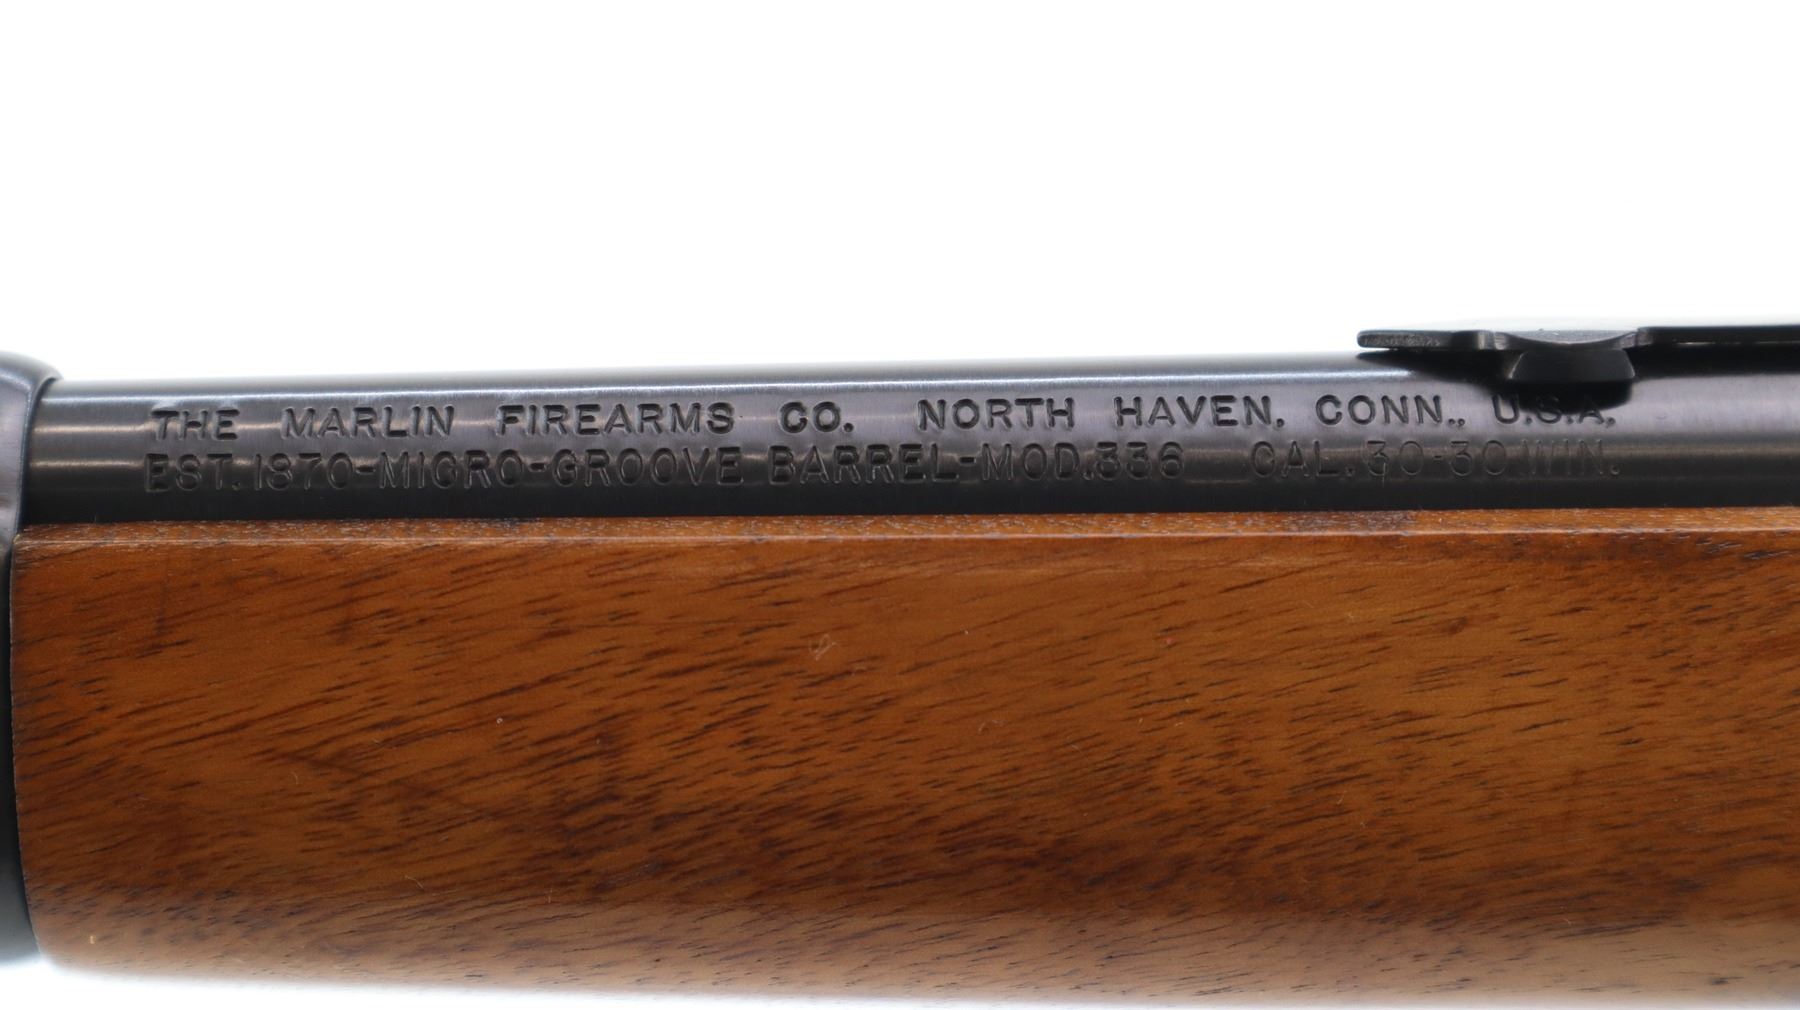 THE MARLIN FIREARMS CO. NORTH HAVEN, CONN., U.S.A.
EST. 1870-MICRO-GROOVE BARREL-MOD.336 CAL. 30-30 WIN.